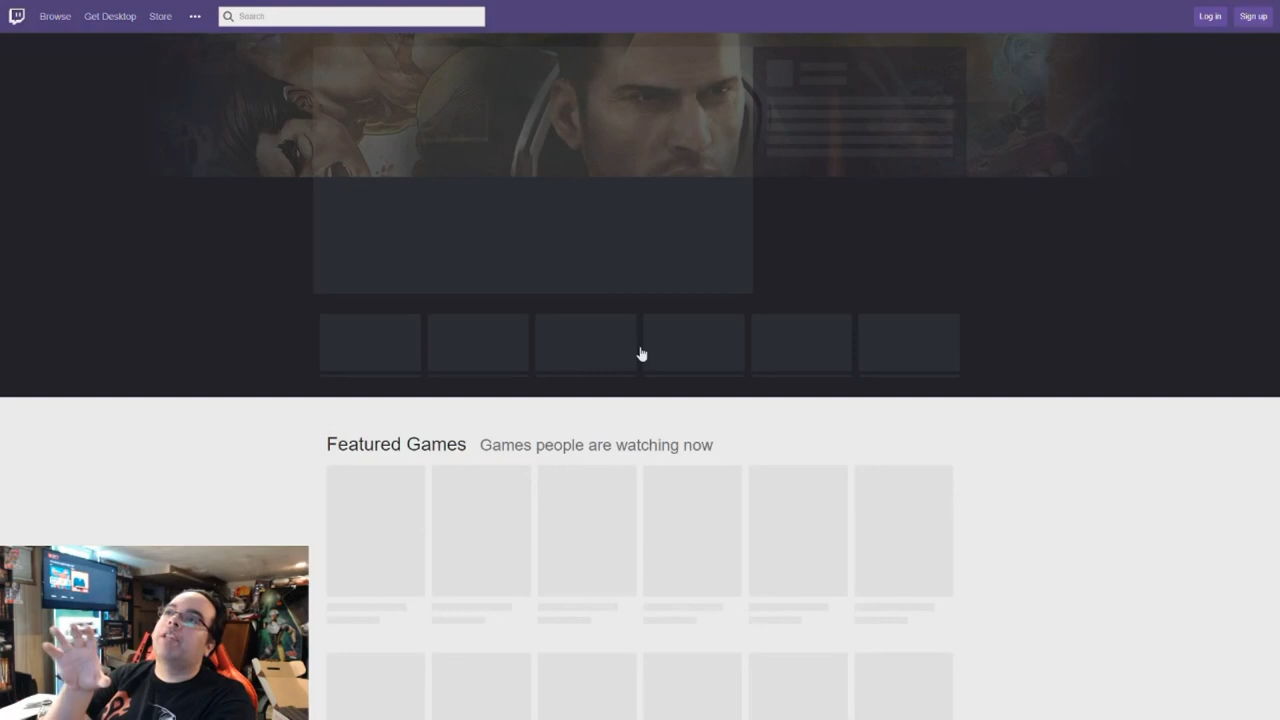 Browse Get Desktop Store ••• Search Log in Sign up
Featured Games Games people are watching now